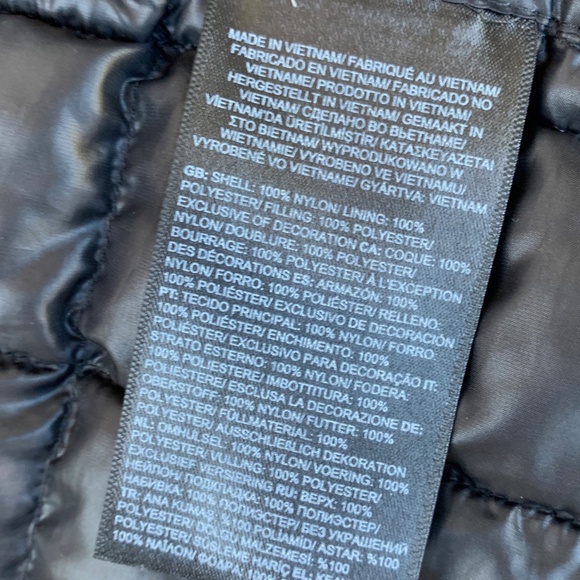 MADE IN VIETNAM/ FABRIQUÉ AU VIETNAM/
FABRICADO EN VIETNAM/ FABRICADO NO
VIETNAME/ PRODOTTO IN VIETNAM/
HERGESTELLT IN VIETNAM/ GEMAAKT IN
VIETNAM/ СДЕЛАНО ВО ВЬЕТНАМЕ/
VİETNAM'DA ÜRETİLMİŞTİR/ ΚΑΤΑΣΚΕΥΑΖΕΤΑΙ
ΣΤΟ ΒΙΕΤΝΑΜ/ WYPRODUKOWANO W
WIETNAMIE/ VYROBENO VE VIETNAMU/
VYROBENÉ VO VIETNAME/ GYÁRTVA: VIETNAM
GB: SHELL: 100% NYLON/ LINING: 100%
POLYESTER/ FILLING: 100% POLYESTER/
EXCLUSIVE OF DECORATION CA: COQUE: 100%
NYLON/ DOUBLURE: 100% POLYESTER/
BOURRAGE: 100% POLYESTER/ À L'EXCEPTION
DES DÉCORATIONS ES: ARMAZÓN: 100%
NYLON/ FORRO: 100% POLIÉSTER/ RELLENO:
100% POLIÉSTER/ EXCLUSIVO DE DECORACIÓN
PT: TECIDO PRINCIPAL: 100% NYLON/ FORRO
100% POLIÉSTER/ ENCHIMENTO: 100%
POLIÉSTER/ EXCLUSIVO PARA DECORAÇÃO IT:
STRATO ESTERNO: 100% NYLON/ FODERA:
100% POLIESTERE/ IMBOTTITURA: 100%
POLIESTERE/ ESCLUSA LA DECORAZIONE DE:
OBERSTOFF: 100% NYLON/ FUTTER: 100%
POLYESTER/ FÜLLMATERIAL: 100%
POLYESTER/ AUSSCHLIEẞLICH DEKORATION
NL: OMHULSEL: 100% NYLON/ VOERING: 100%
POLYESTER/ VULLING: 100% POLYESTER/
EXCLUSIEF VERSIERING RU: ВЕРХ: 100%
НЕЙЛОН/ ПОДКЛАДКА: 100% ПОЛИЭСТЕР/
НАБИВКА: 100% ПОЛИЭСТЕР/ БЕЗ УКРАШЕНИЙ
TR: ANA KUMAŞ: %100 POLİAMİD/ ASTAR: %100
POLYESTER/ DOLGU MALZEMESİ: %100
POLYESTER/ SÜSLEME HARİÇ EL:
100% ΝΑΪΛΟΝ/ ΦΟΔΡΑ: 100%